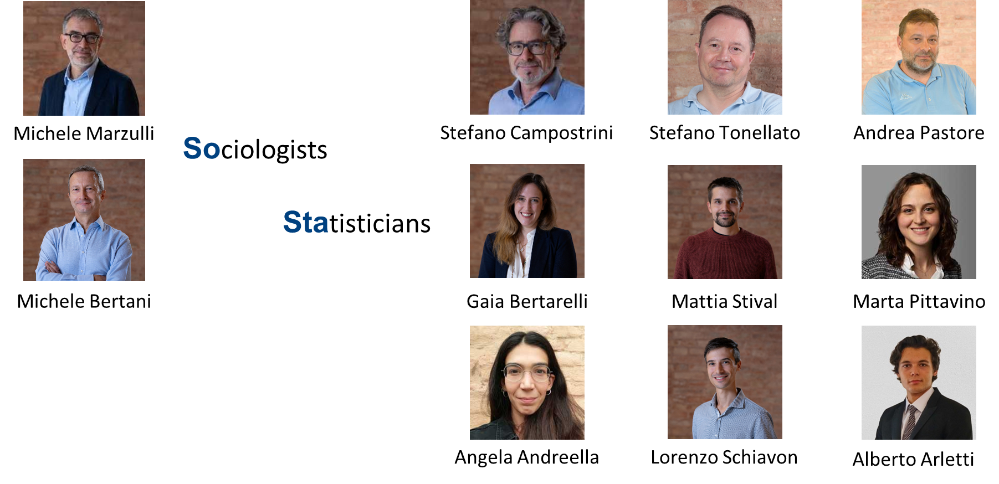 Michele Marzulli
Michele Bertani
Sociologists
Statisticians
Stefano Campostrini
Stefano Tonellato
Andrea Pastore
Gaia Bertarelli
Mattia Stival
Marta Pittavino
Angela Andreella
Lorenzo Schiavon
Alberto Arletti